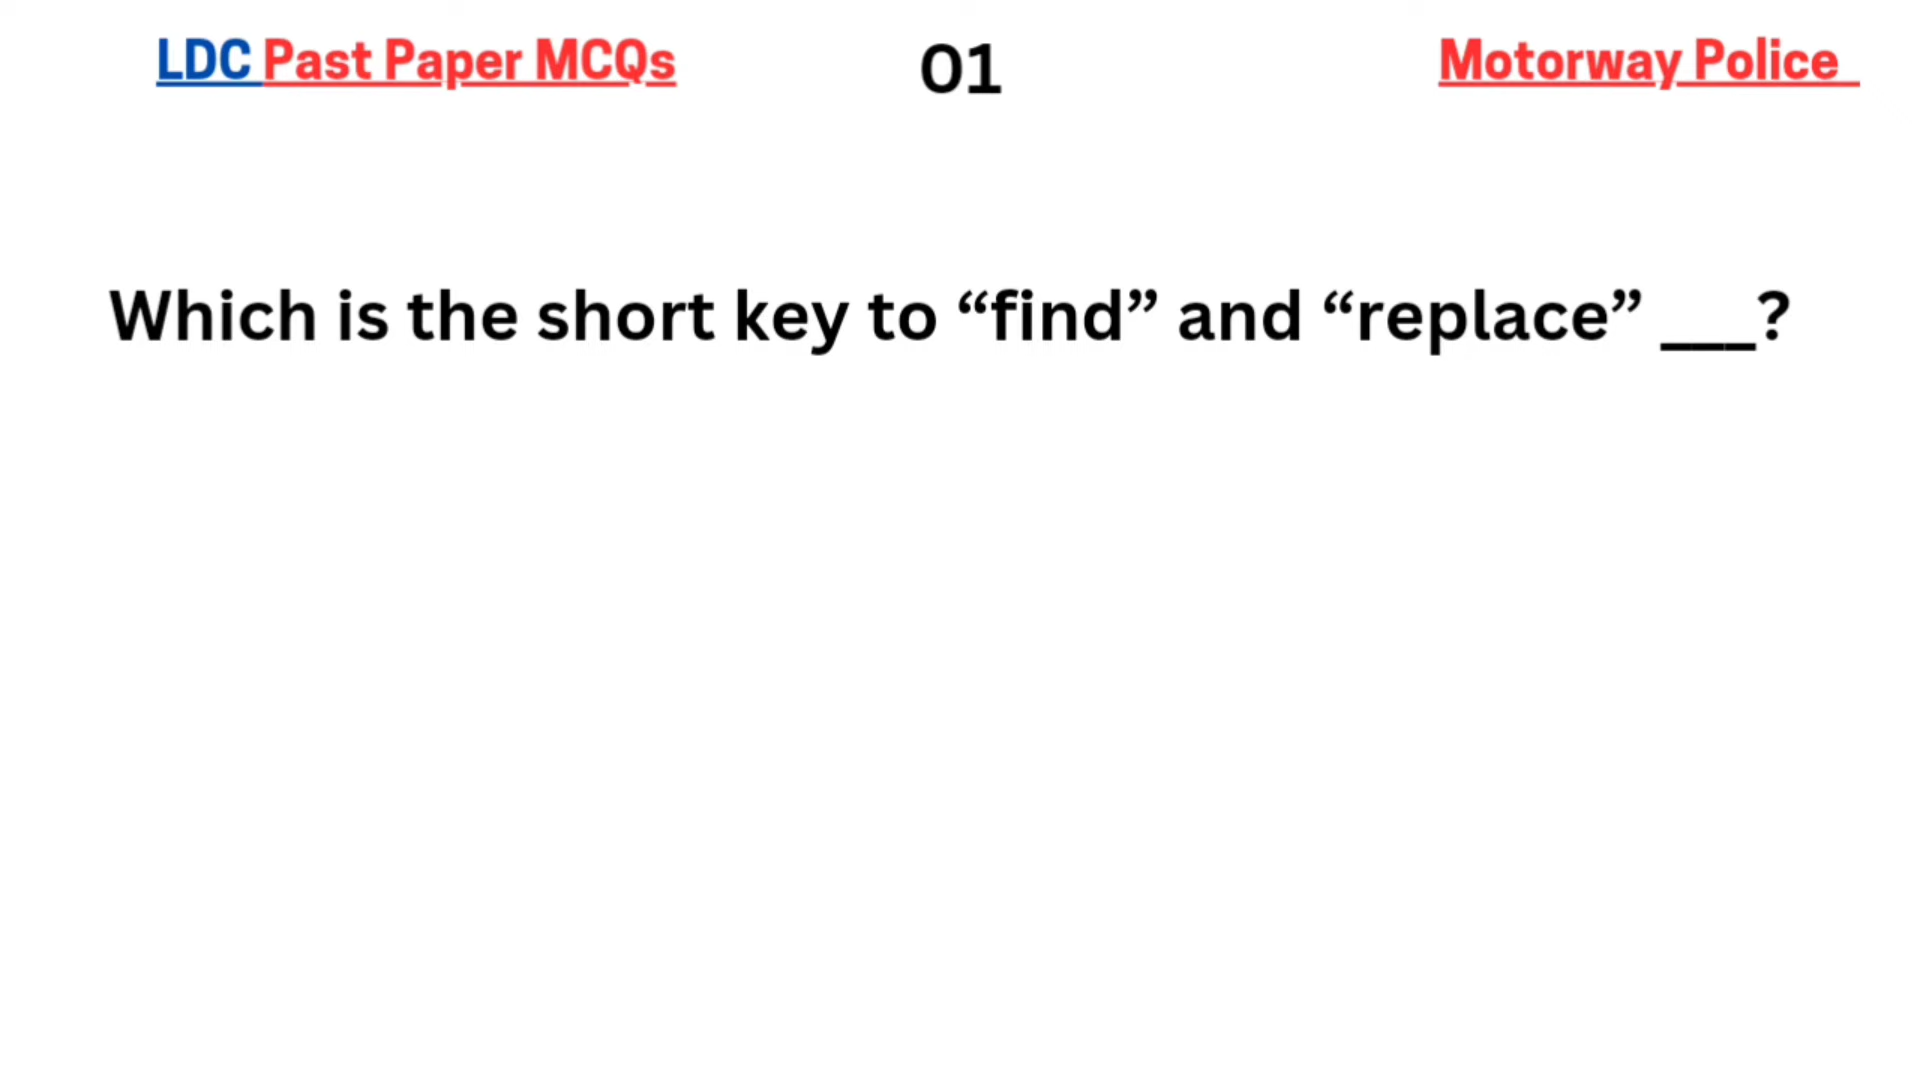 LDC Past Paper MCQs
01
Motorway Police
Which is the short key to “find” and “replace” ___?